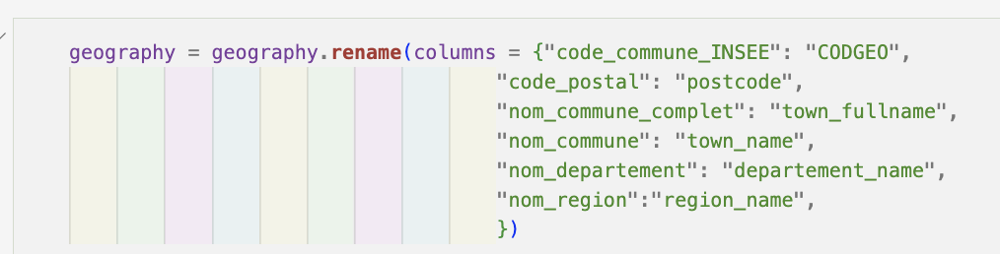 geography = geography.rename(columns = {"code_commune_INSEE": "CODGEO",
"code_postal": "postcode",
"nom_commune_complet": "town_fullname",
"nom_commune": "town_name",
"nom_departement": "departement_name",
"nom_region":"region_name",
})